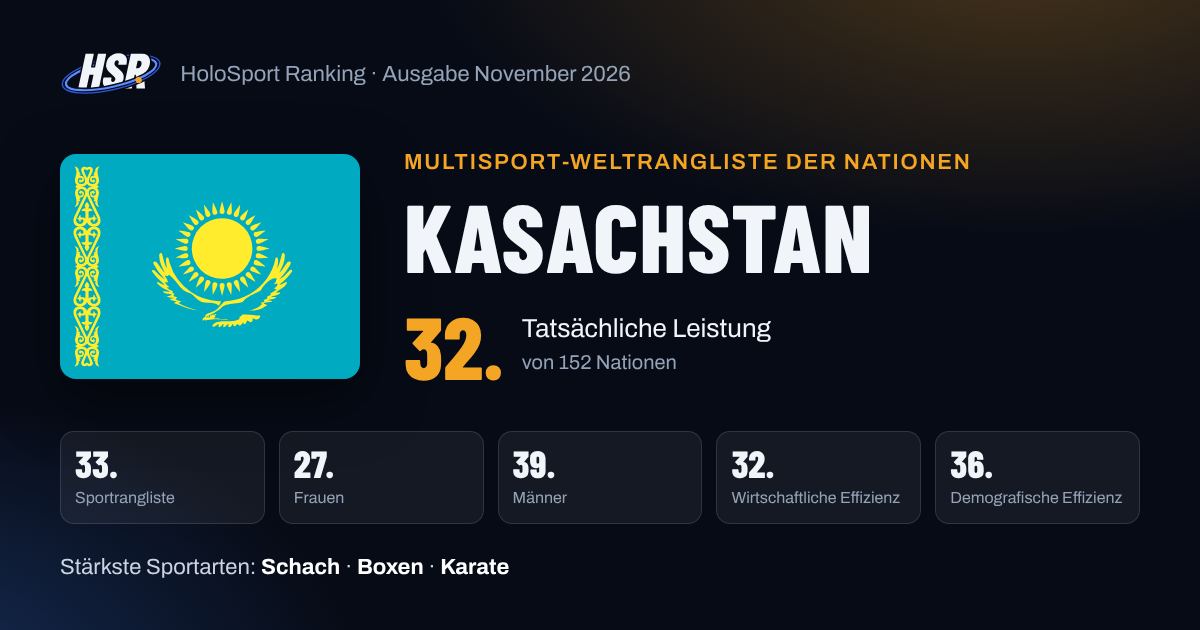 HSR
HoloSport Ranking · Ausgabe November 2026
MULTISPORT-WELTRANGLISTE DER NATIONEN
KASACHSTAN
32.
Tatsächliche Leistung
von 152 Nationen
33.
Sportrangliste
27.
Frauen
39.
Männer
32.
Wirtschaftliche Effizienz
36.
Demografische Effizienz
Stärkste Sportarten: Schach · Boxen · Karate